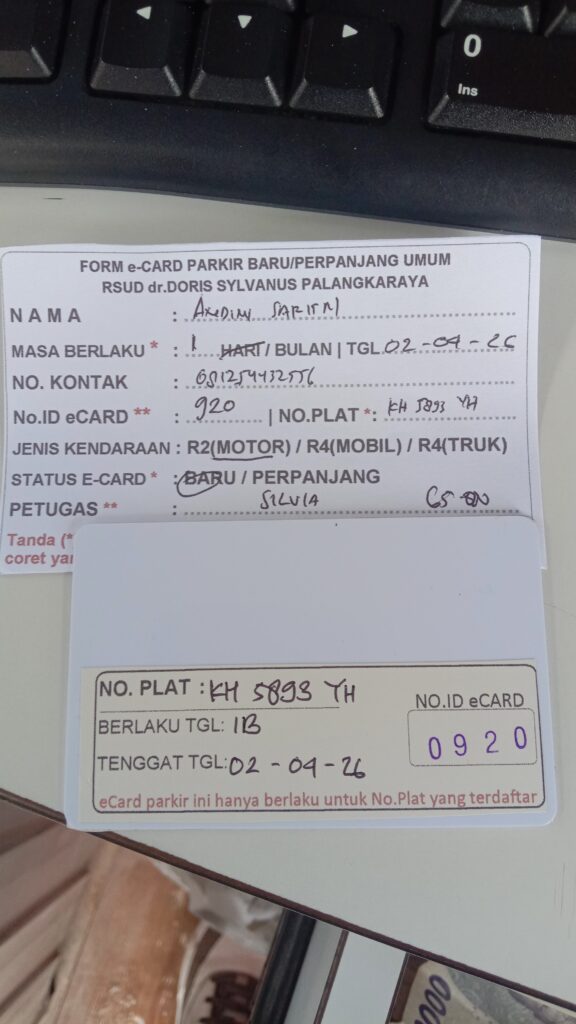 0
Ins
FORM e-CARD PARKIR BARU/PERPANJANG UMUM
RSUD dr.DORIS SYLVANUS PALANGKARAYA
NAMA :
MASA BERLAKU * : 1 HARI / BULAN | TGL. 02-04-26
NO. KONTAK : 081254432556
No.ID eCARD ** : 920 | NO.PLAT *: KH 5893 YH
JENIS KENDARAAN : R2(MOTOR) / R4(MOBIL) / R4(TRUK)
STATUS E-CARD * : BARU / PERPANJANG
PETUGAS ** : SILVIA
Tanda (*
coret
NO. PLAT : KH 5893 YH
NO.ID eCARD
BERLAKU TGL: 1B
0920
TENGGAT TGL: 02-04-26
eCard parkir ini hanya berlaku untuk No.Plat yang terdaftar
000